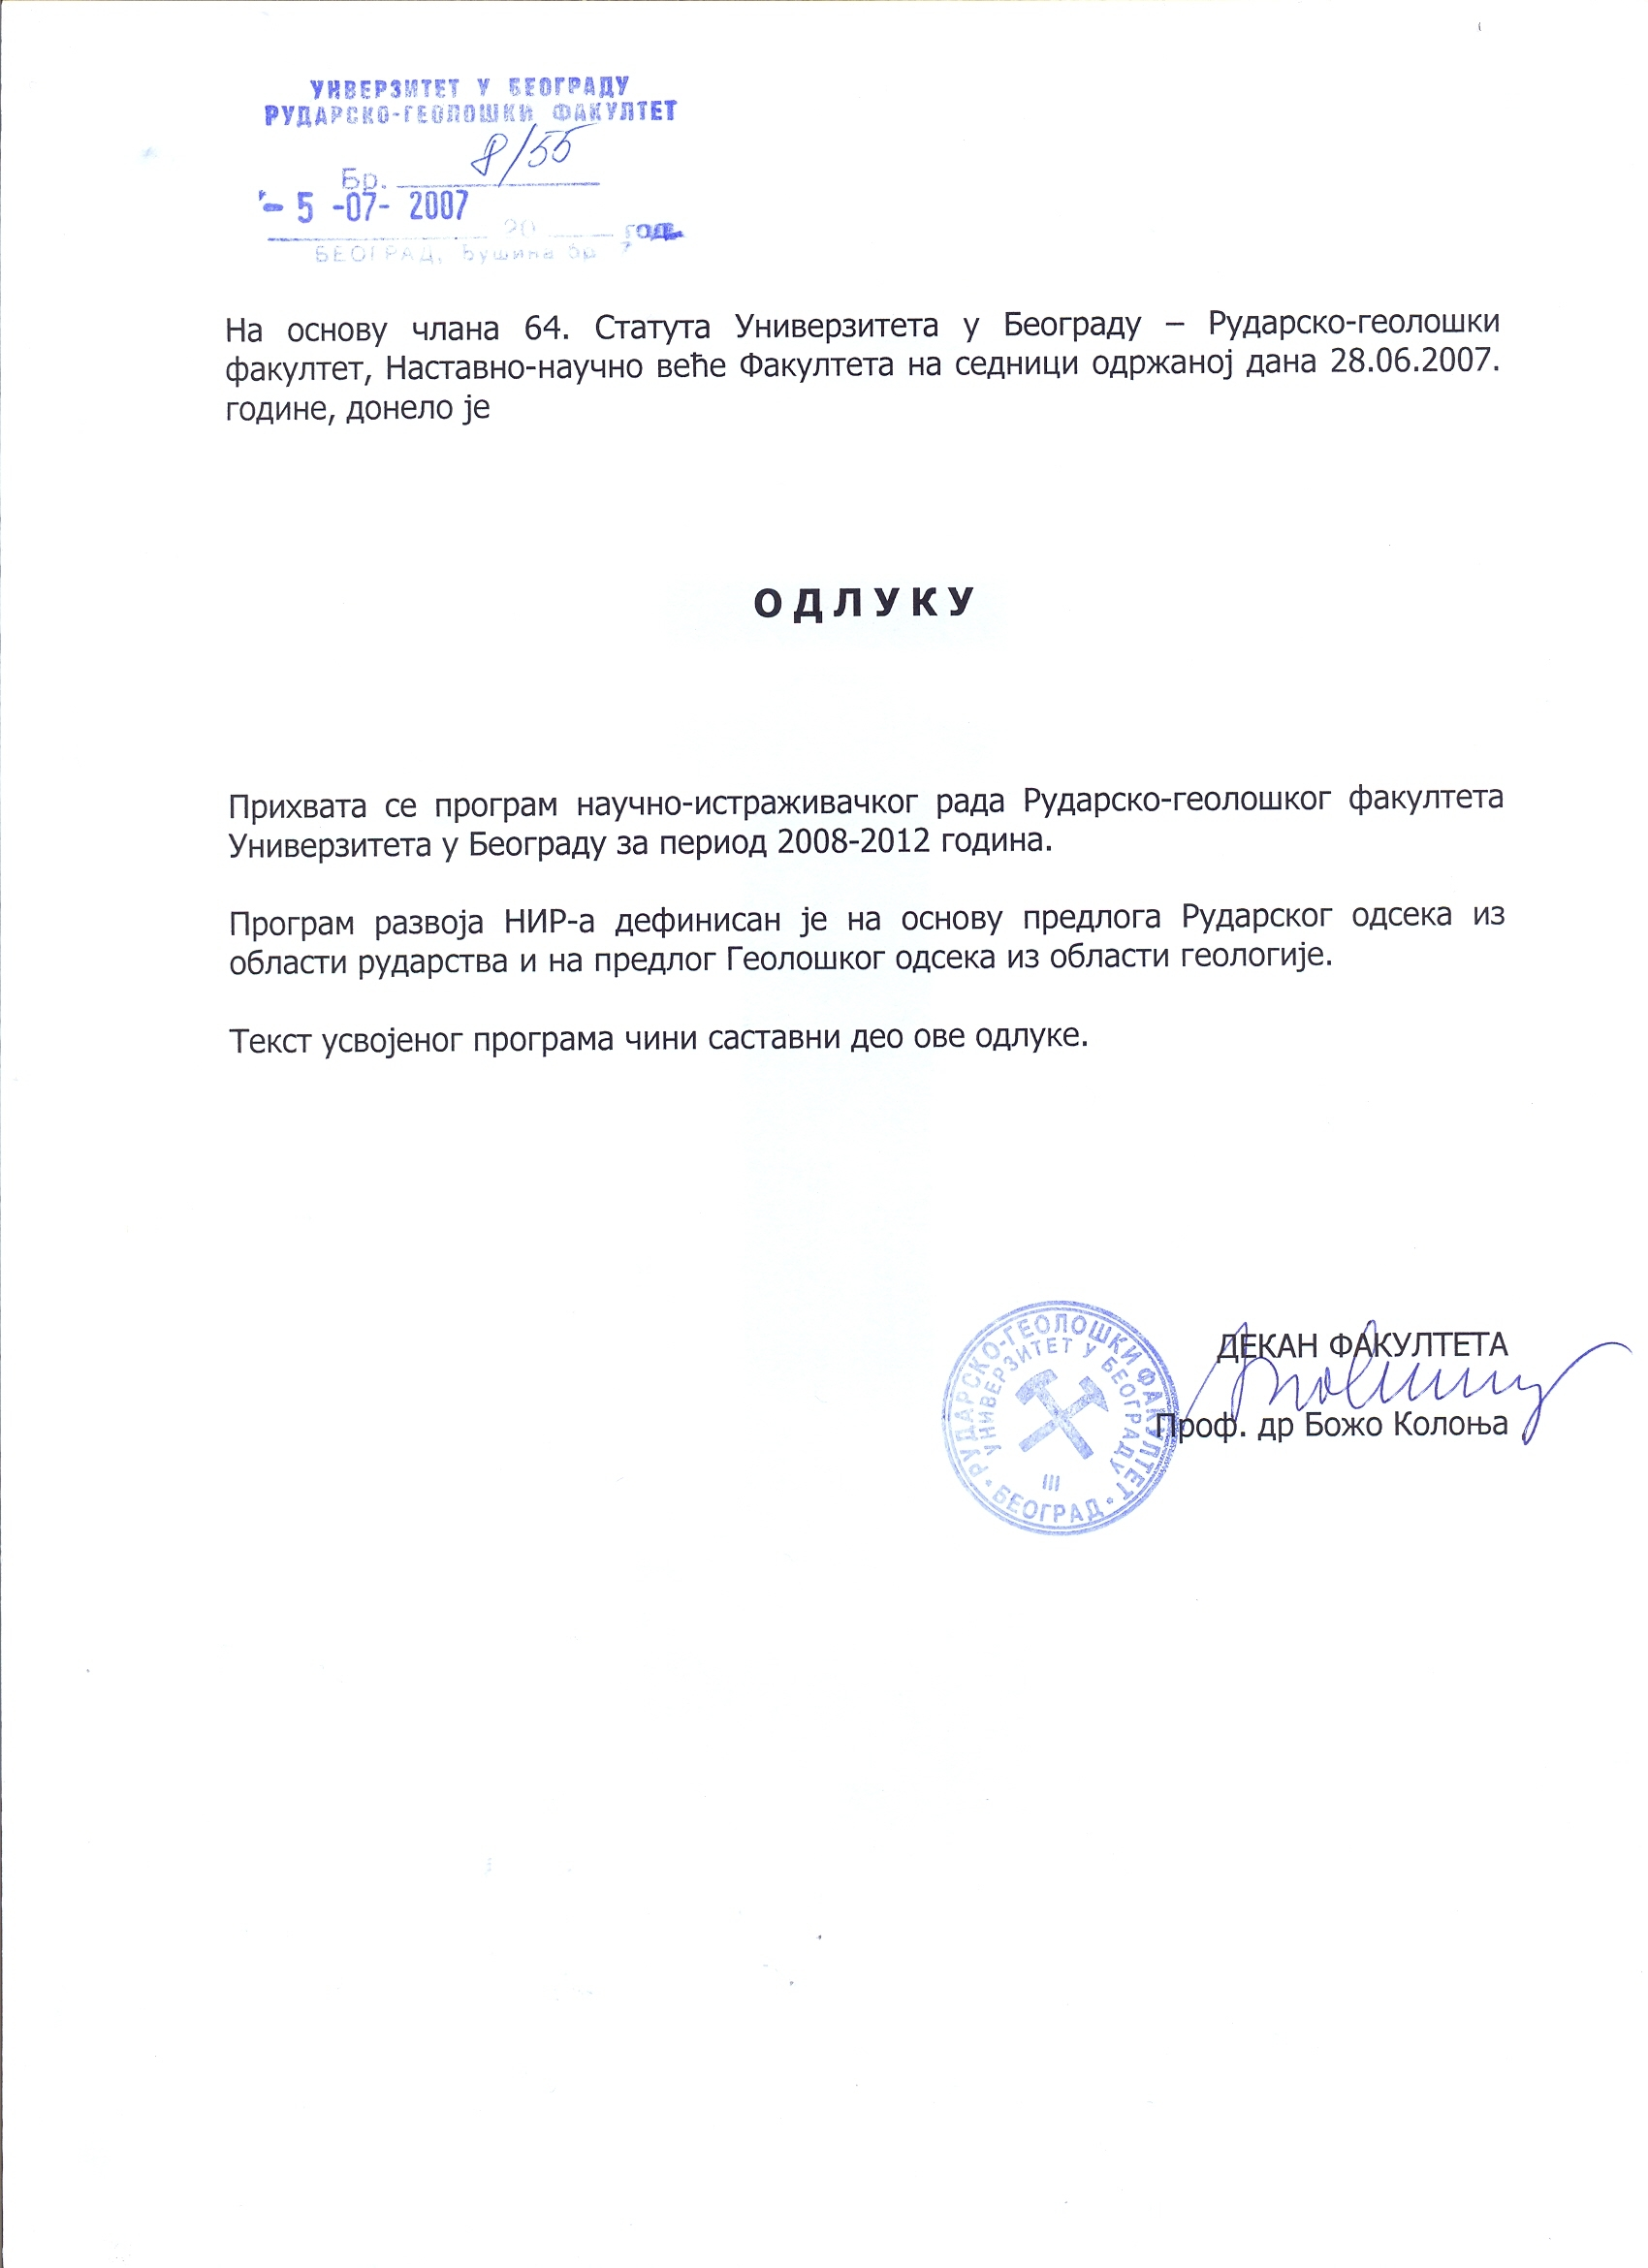 УНВЕРЗИТЕТ У БЕОГРАДУ
РУДАРСКО-ГЕОЛОШКИ ФАКУЛТЕТ
Бр. 8/55
- 5 -07- 2007
20 год.
БЕОГРАД, Ђушина бр 7
На основу члана 64. Статута Универзитета у Београду – Рударско-геолошки
факултет, Наставно-научно веће Факултета на седници одржаној дана 28.06.2007.
године, донело је
ОДЛУКУ
Прихвата се програм научно-истраживачког рада Рударско-геолошког факултета
Универзитета у Београду за период 2008-2012 година.
Програм развоја НИР-а дефинисан је на основу предлога Рударског одсека из
области рударства и на предлог Геолошког одсека из области геологије.
Текст усвојеног програма чини саставни део ове одлуке.
ДЕКАН ФАКУЛТЕТА
Проф. др Божо Колоња
РУДАРСКО-ГЕОЛОШКИ ФАКУЛТЕТ
УНИВЕРЗИТЕТ У БЕОГРАДУ
III
• БЕОГРАД •